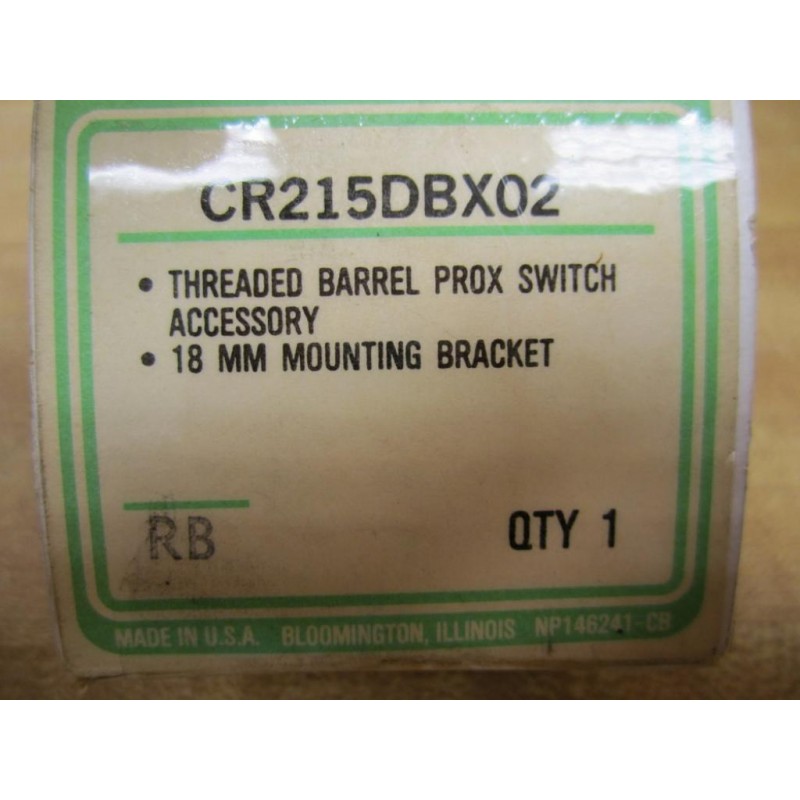 CR215DBX02
• THREADED BARREL PROX SWITCH
ACCESSORY
• 18 MM MOUNTING BRACKET
RB
QTY 1
MADE IN U.S.A. BLOOMINGTON, ILLINOIS NP146241-CB